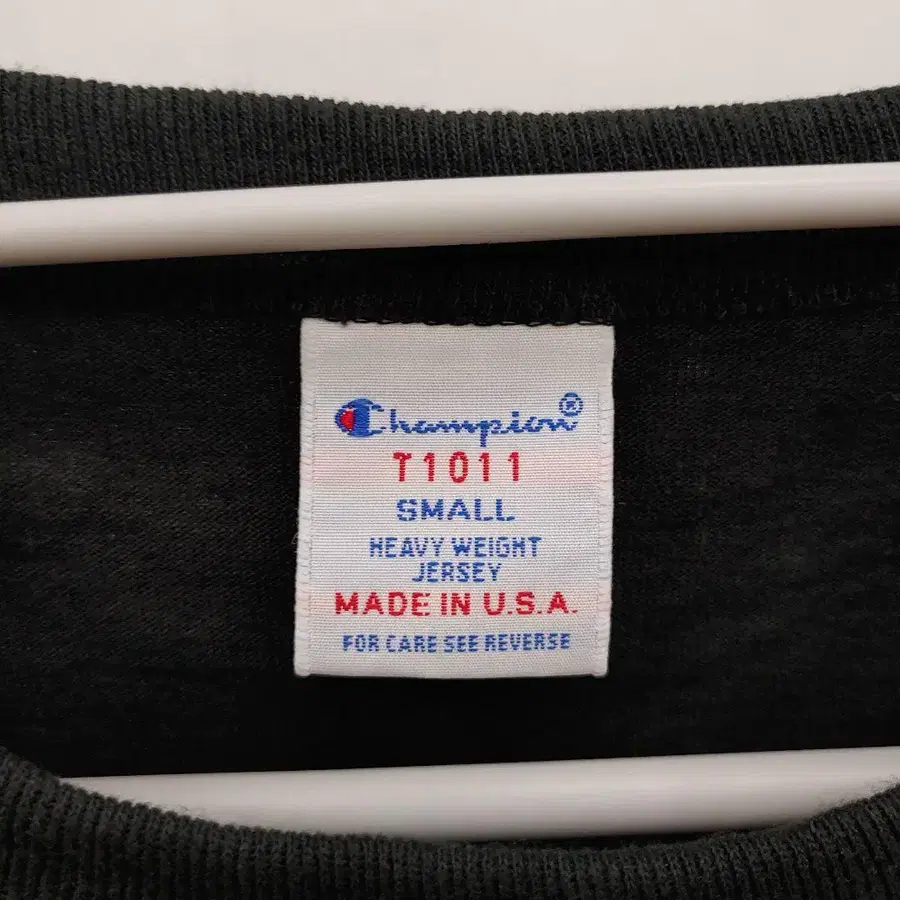 Champion®
T1011
SMALL
HEAVY WEIGHT
JERSEY
MADE IN U.S.A.
FOR CARE SEE REVERSE